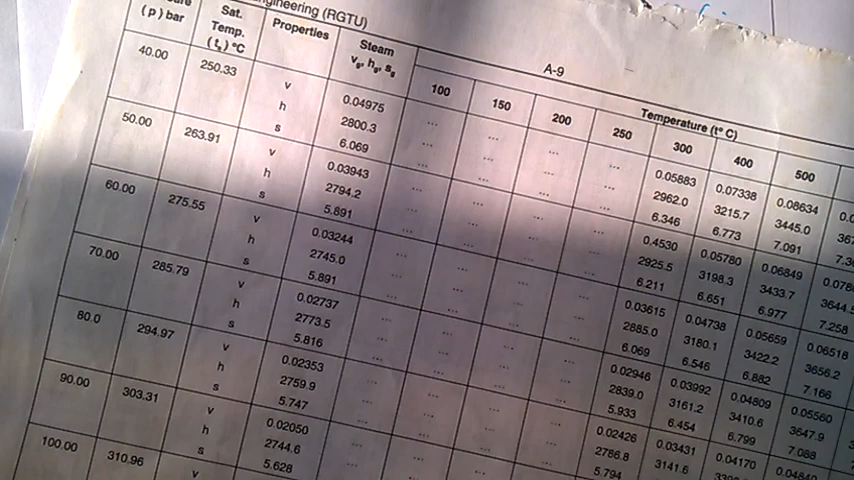 ngineering (RGTU)
A-9
( p ) bar Sat. Temp. ( ts ) °C Properties Steam vg, hg, sg Temperature (t° C)
100 150 200 250 300 400 500
40.00 250.33 v 0.04975 ... ... ... ... 0.05883 0.07338 0.08634
h 2800.3 ... ... ... ... 2962.0 3215.7 3445.0
s 6.069 ... ... ... ... 6.346 6.773 7.091
50.00 263.91 v 0.03943 ... ... ... ... 0.4530 0.05780 0.06849
h 2794.2 ... ... ... ... 2925.5 3198.3 3433.7 3644.
s 5.891 ... ... ... ... 6.211 6.651 6.977 7.258
60.00 275.55 v 0.03244 ... ... ... ... 0.03615 0.04738 0.05659 0.06518
h 2745.0 ... ... ... ... 2885.0 3180.1 3422.2 3656.2
s 5.891 ... ... ... ... 6.069 6.546 6.882 7.166
70.00 285.79 v 0.02737 ... ... ... ... 0.02946 0.03992 0.04809 0.05560
h 2773.5 ... ... ... ... 2839.0 3161.2 3410.6 3647.9
s 5.816 ... ... ... ... 5.933 6.454 6.799 7.088
80.0 294.97 v 0.02353 ... ... ... ... 0.02426 0.03431 0.04170
h 2759.9 ... ... ... ... 2786.8 3141.6
s 5.747 ... ... ... ... 5.794
90.00 303.31 v 0.02050
h 2744.6
s 5.628
100.00 310.96 v